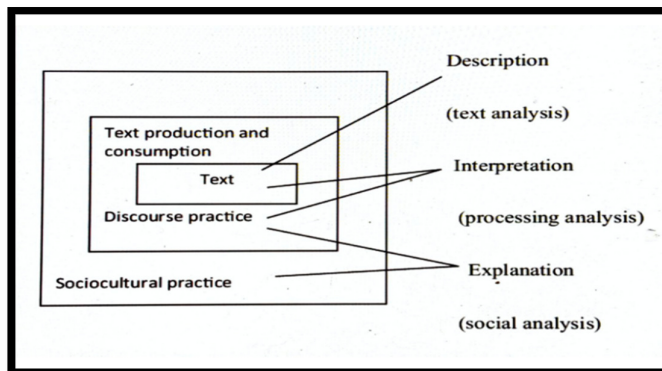 Description
Text production and
consumption
(text analysis)
Text
Interpretation
Discourse practice
(processing analysis)
Explanation
Sociocultural practice
(social analysis)